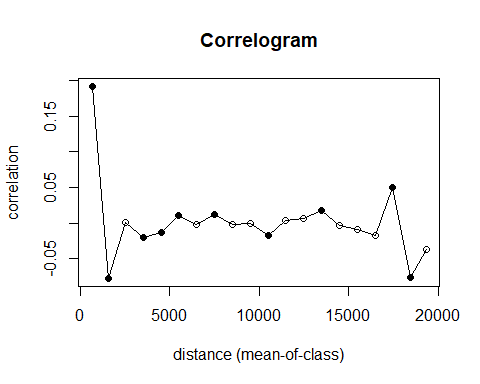 Correlogram
correlation
0.15
0.05
-0.05
0 5000 10000 15000 20000
distance (mean-of-class)